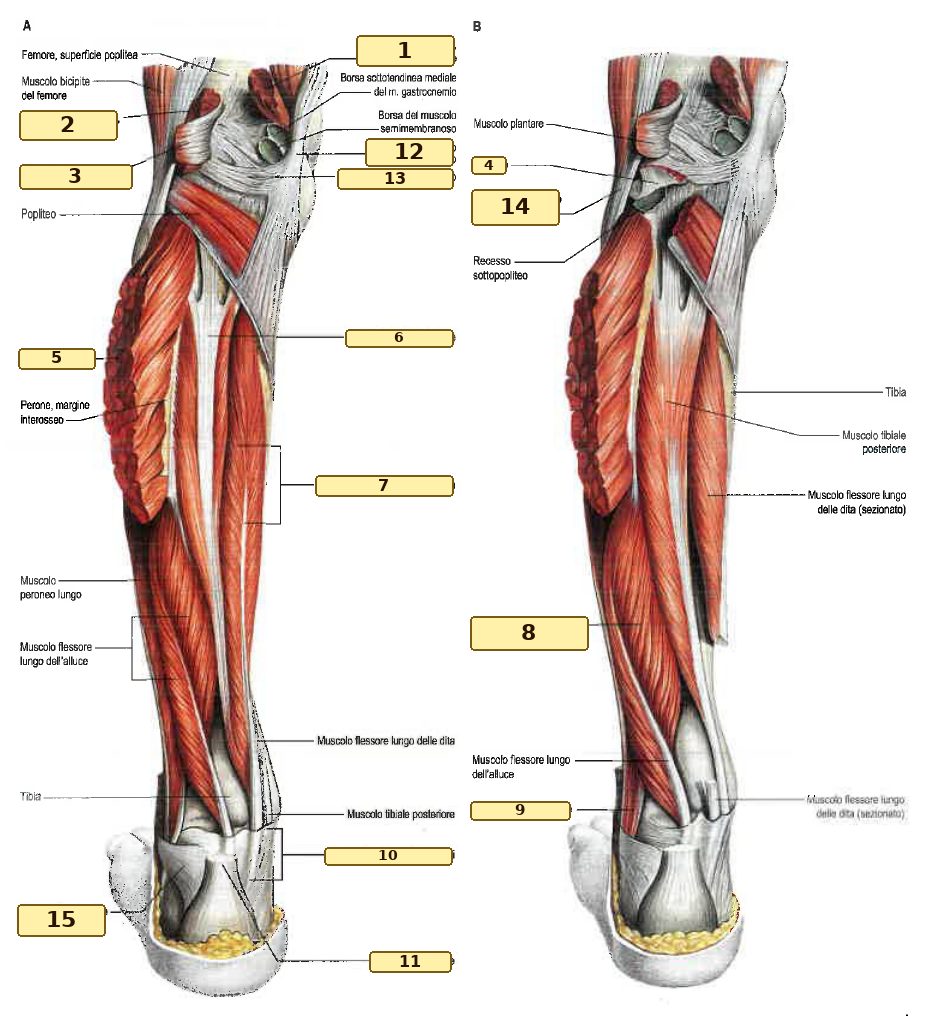 A
B
Femore, superficie poplitea
1
Muscolo bicipite
del femore
Borsa sottotendinea mediale
del m. gastrocnemio
2
Borsa del muscolo
semimembranoso
12
3
13
Popliteo
6
5
Perone, margine
interosseo
7
Muscolo
peroneo lungo
Muscolo flessore
lungo dell'alluce
Muscolo flessore lungo delle dita
Tibia
Muscolo tibiale posteriore
10
15
11
Muscolo plantare
4
14
Recesso
sottopopliteo
Tibia
Muscolo tibiale
posteriore
Muscolo flessore lungo
delle dita (sezionato)
8
Muscolo flessore lungo
dell'alluce
9
Muscolo flessore lungo
delle dita (sezionato)